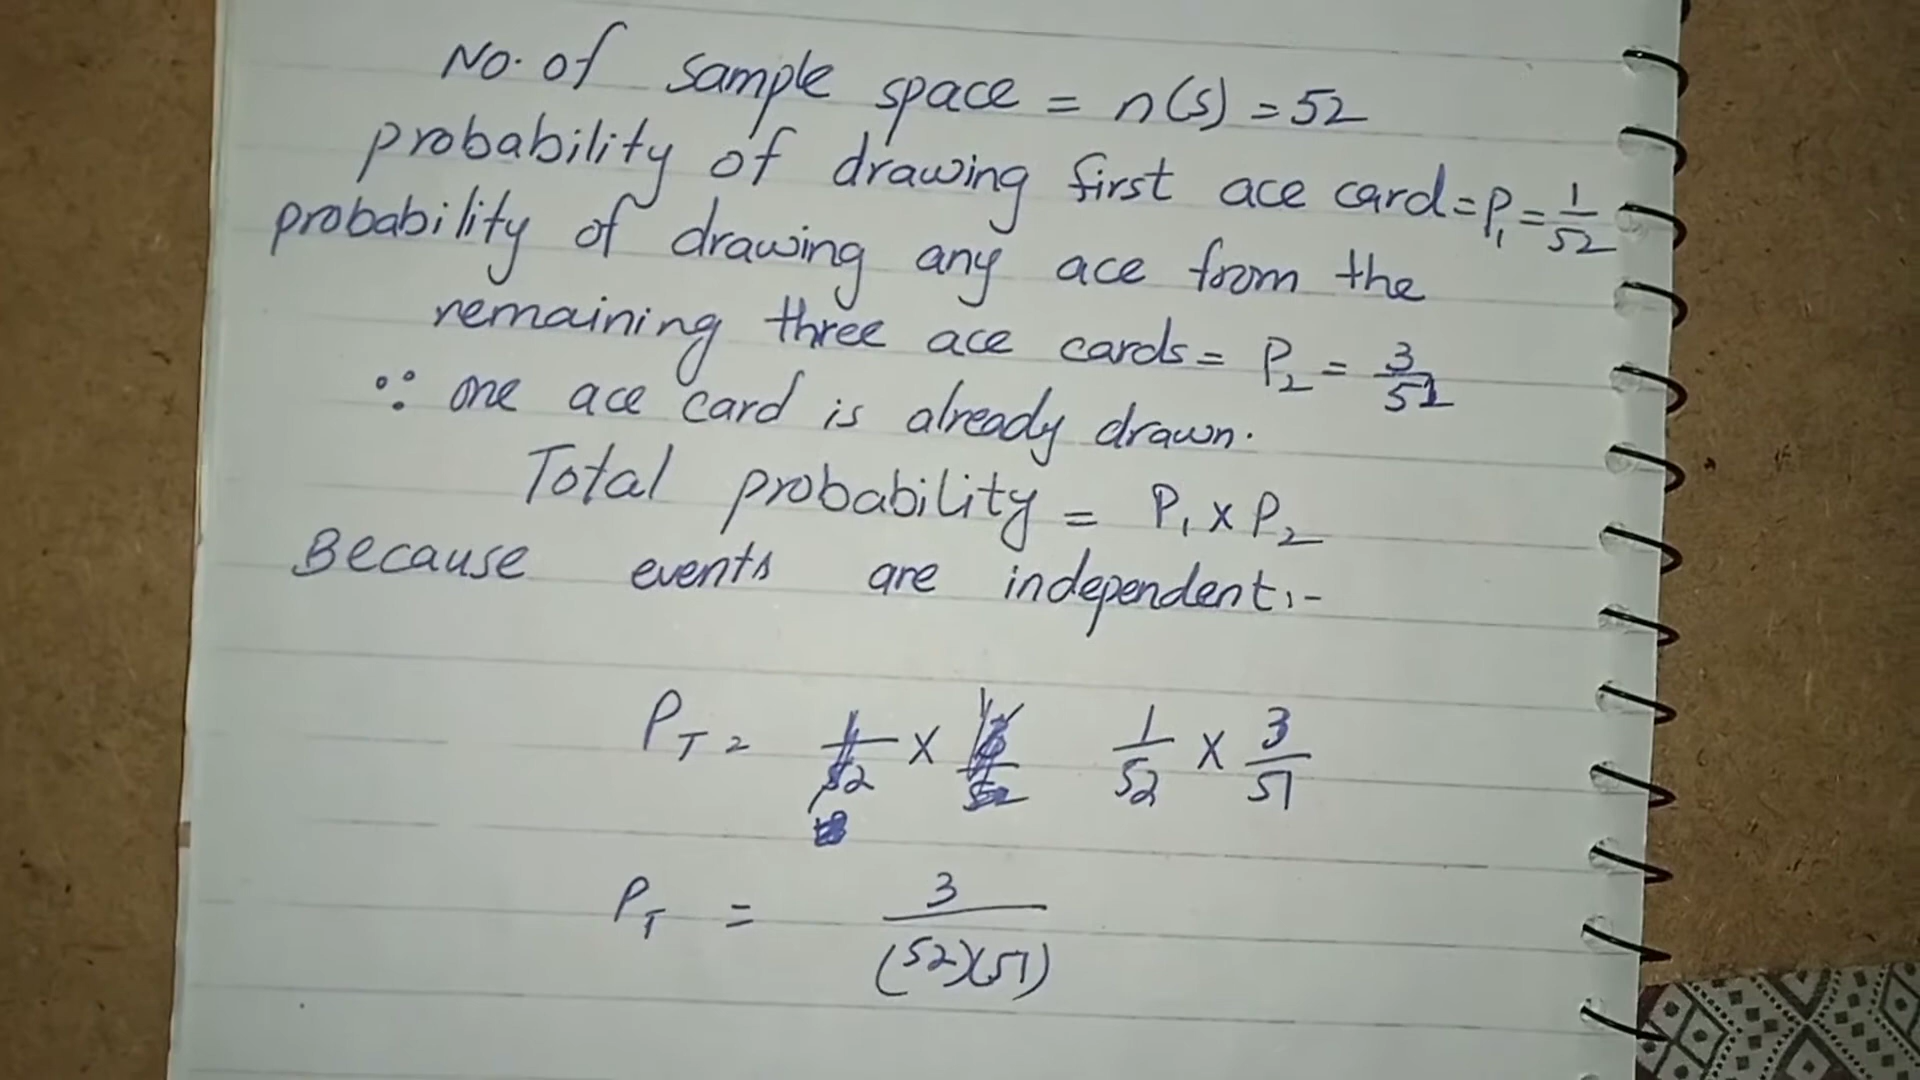 No. of sample space = n(s) = 52
probability of drawing first ace card = P₁ = 1/52
probability of drawing any ace from the
remaining three ace cards = P₂ = 3/51
∵ one ace card is already drawn.
Total probability = P₁ x P₂
Because events are independent :-
P_T = 1/52 x 3/51
P_T = 3/(52)(51)